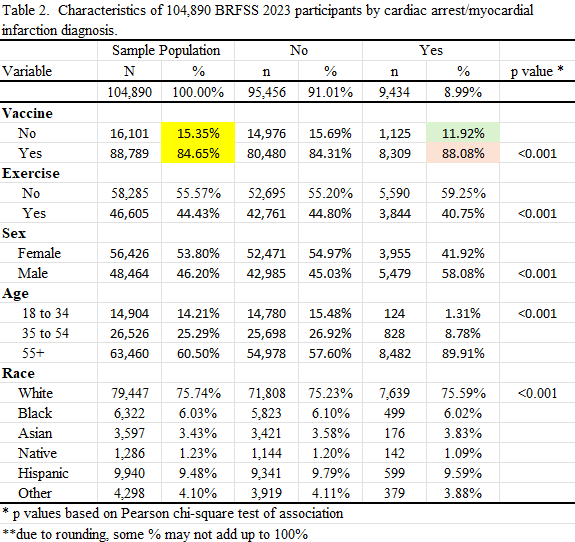 Table 2.  Characteristics of 104,890 BRFSS 2023 participants by cardiac arrest/myocardial
infarction diagnosis.
Sample Population No Yes
Variable N % n % n % p value *
104,890 100.00% 95,456 91.01% 9,434 8.99%
Vaccine
No 16,101 15.35% 14,976 15.69% 1,125 11.92%
Yes 88,789 84.65% 80,480 84.31% 8,309 88.08% <0.001
Exercise
No 58,285 55.57% 52,695 55.20% 5,590 59.25%
Yes 46,605 44.43% 42,761 44.80% 3,844 40.75% <0.001
Sex
Female 56,426 53.80% 52,471 54.97% 3,955 41.92%
Male 48,464 46.20% 42,985 45.03% 5,479 58.08% <0.001
Age
18 to 34 14,904 14.21% 14,780 15.48% 124 1.31% <0.001
35 to 54 26,526 25.29% 25,698 26.92% 828 8.78%
55+ 63,460 60.50% 54,978 57.60% 8,482 89.91%
Race
White 79,447 75.74% 71,808 75.23% 7,639 75.59% <0.001
Black 6,322 6.03% 5,823 6.10% 499 6.02%
Asian 3,597 3.43% 3,421 3.58% 176 3.83%
Native 1,286 1.23% 1,144 1.20% 142 1.09%
Hispanic 9,940 9.48% 9,341 9.79% 599 9.59%
Other 4,298 4.10% 3,919 4.11% 379 3.88%
* p values based on Pearson chi-square test of association
**due to rounding, some % may not add up to 100%